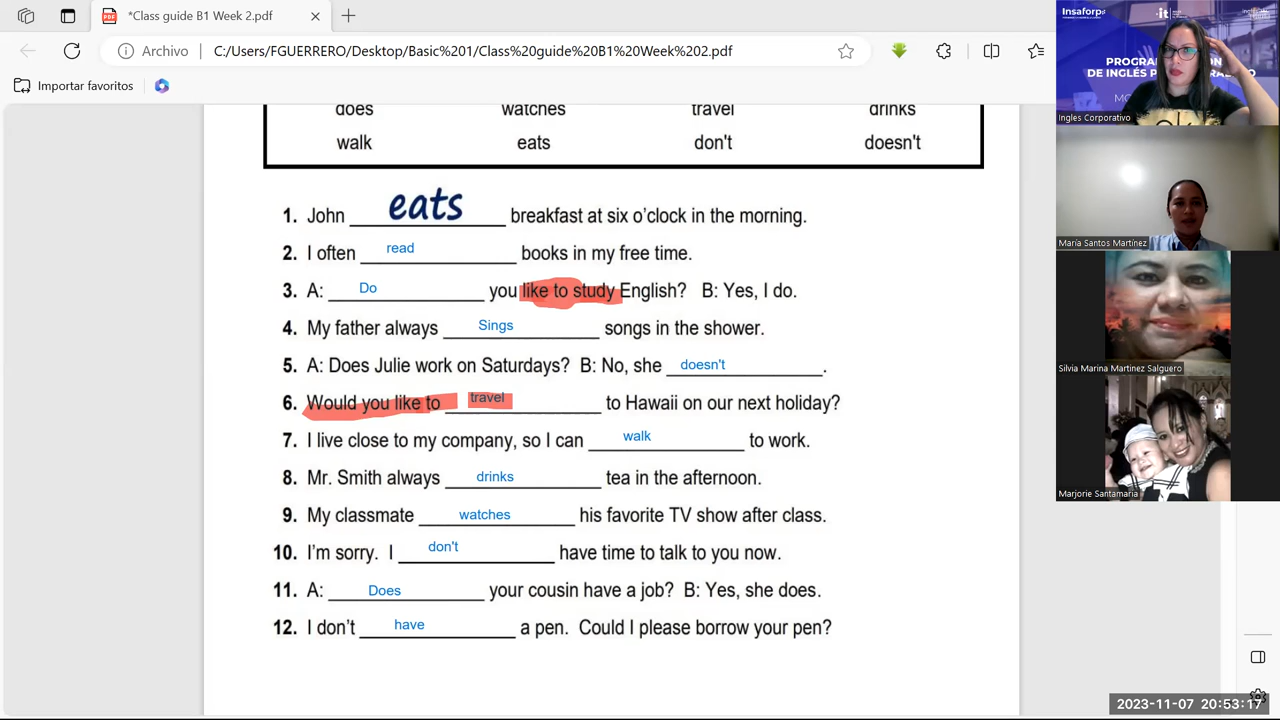 *Class guide B1 Week 2.pdf
Archivo C:/Users/FGUERRERO/Desktop/Basic%201/Class%20guide%20B1%20Week%202.pdf
Importar favoritos
does watches travel drinks
walk eats don't doesn't
1. John eats breakfast at six o'clock in the morning.
2. I often read books in my free time.
3. A: Do you like to study English? B: Yes, I do.
4. My father always Sings songs in the shower.
5. A: Does Julie work on Saturdays? B: No, she doesn't.
6. Would you like to travel to Hawaii on our next holiday?
7. I live close to my company, so I can walk to work.
8. Mr. Smith always drinks tea in the afternoon.
9. My classmate watches his favorite TV show after class.
10. I'm sorry. I don't have time to talk to you now.
11. A: Does your cousin have a job? B: Yes, she does.
12. I don't have a pen. Could I please borrow your pen?
Insaforp
Ingles Corporativo
María Santos Martínez
Silvia Marina Martinez Salguero
Marjorie Santamaria
2023-11-07 20:53:17